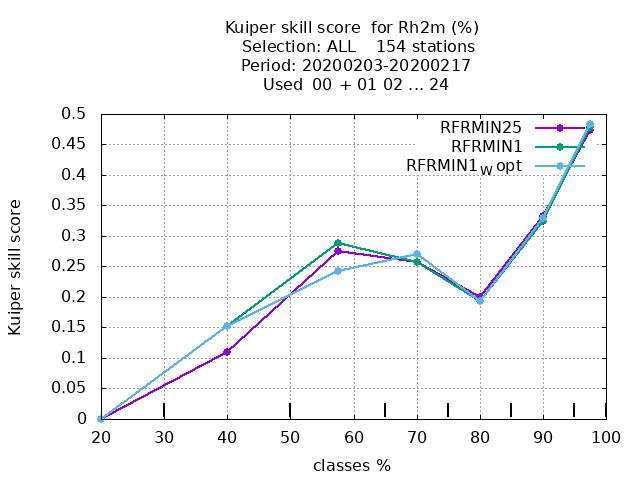 Kuiper skill score  for Rh2m (%)
Selection: ALL    154 stations
Period: 20200203-20200217
Used  00 + 01 02 ... 24
RFRMIN25
RFRMIN1
RFRMIN1W opt
Kuiper skill score
0.5
0.45
0.4
0.35
0.3
0.25
0.2
0.15
0.1
0.05
0
20 30 40 50 60 70 80 90 100
classes %